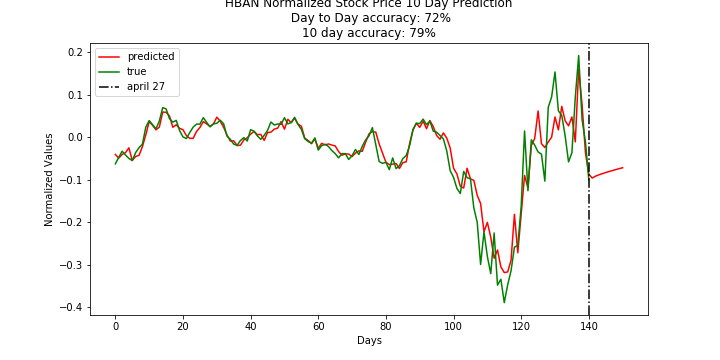 HBAN Normalized Stock Price 10 Day Prediction
Day to Day accuracy: 72%
10 day accuracy: 79%
predicted
true
april 27
Normalized Values
0.2
0.1
0.0
−0.1
−0.2
−0.3
−0.4
0 20 40 60 80 100 120 140
Days